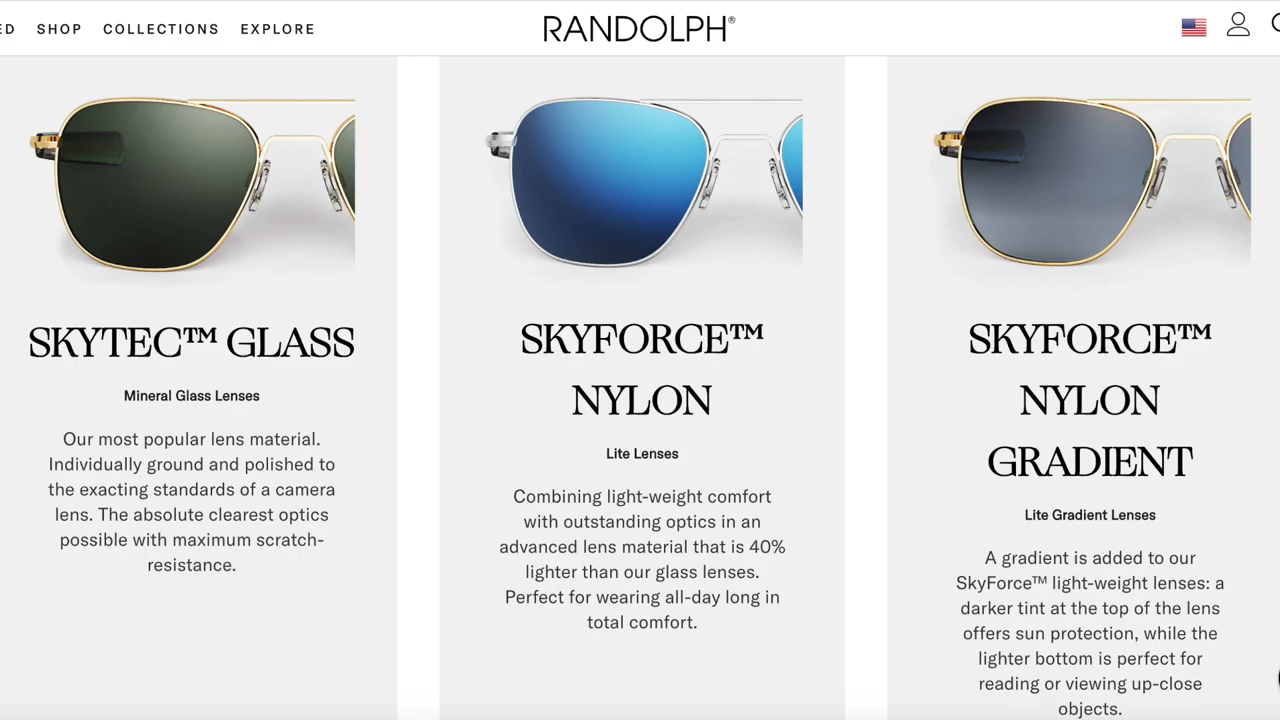 SHOP COLLECTIONS EXPLORE RANDOLPH®
SKYTEC™ GLASS
Mineral Glass Lenses
Our most popular lens material.
Individually ground and polished to
the exacting standards of a camera
lens. The absolute clearest optics
possible with maximum scratch-
resistance.
SKYFORCE™
NYLON
Lite Lenses
Combining light-weight comfort
with outstanding optics in an
advanced lens material that is 40%
lighter than our glass lenses.
Perfect for wearing all-day long in
total comfort.
SKYFORCE™
NYLON
GRADIENT
Lite Gradient Lenses
A gradient is added to our
SkyForce™ light-weight lenses: a
darker tint at the top of the lens
offers sun protection, while the
lighter bottom is perfect for
reading or viewing up-close
objects.